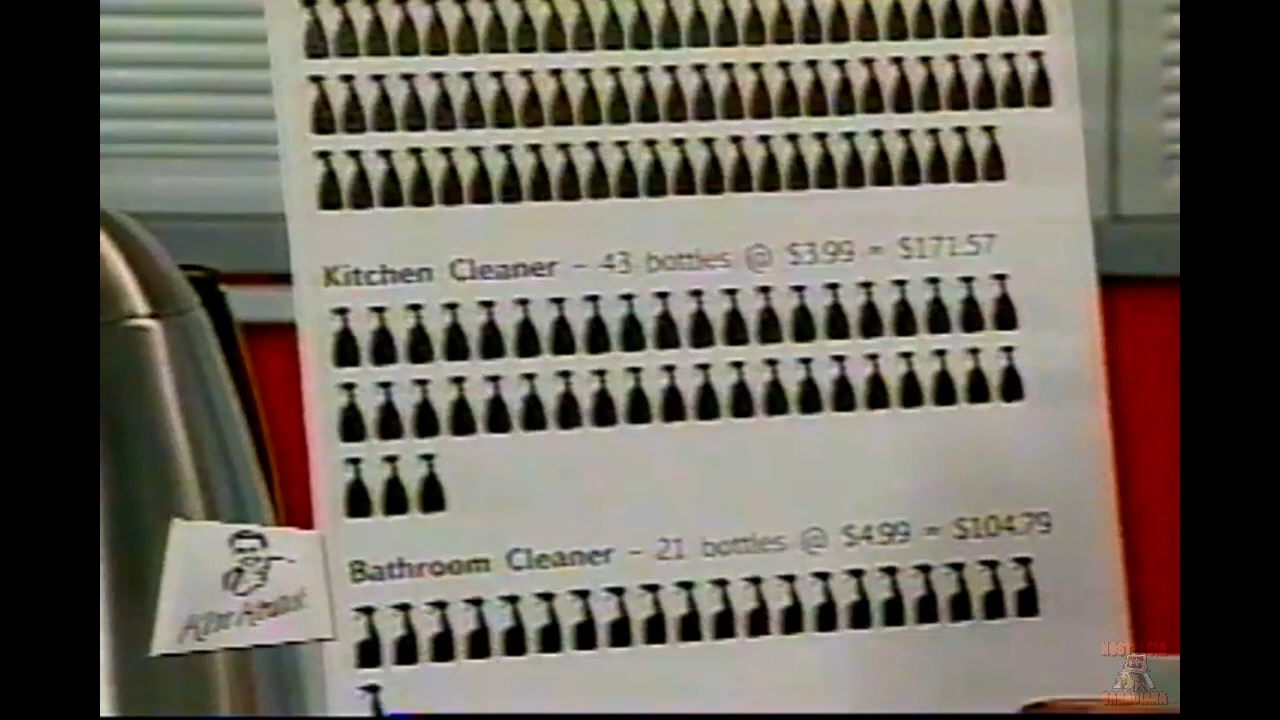 Kitchen Cleaner – 43 bottles @ $3.99 = $171.57
Bathroom Cleaner – 21 bottles @ $4.99 = $104.79